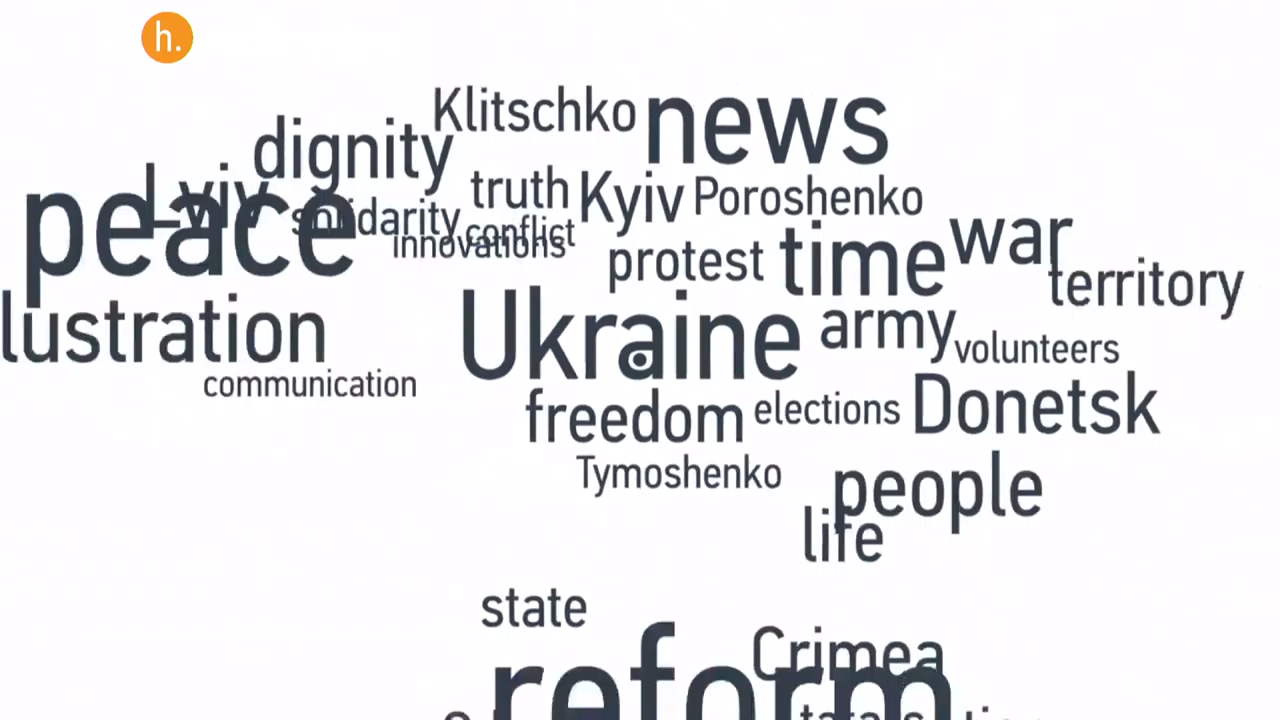 h.
Klitschko
news
dignity
Lviv
peace
solidarity
truth
Kyiv
Poroshenko
conflict
innovations
protest
time
war
territory
lustration
Ukraine
army
volunteers
communication
freedom
elections
Donetsk
Tymoshenko
people
life
state
Crimea
reform